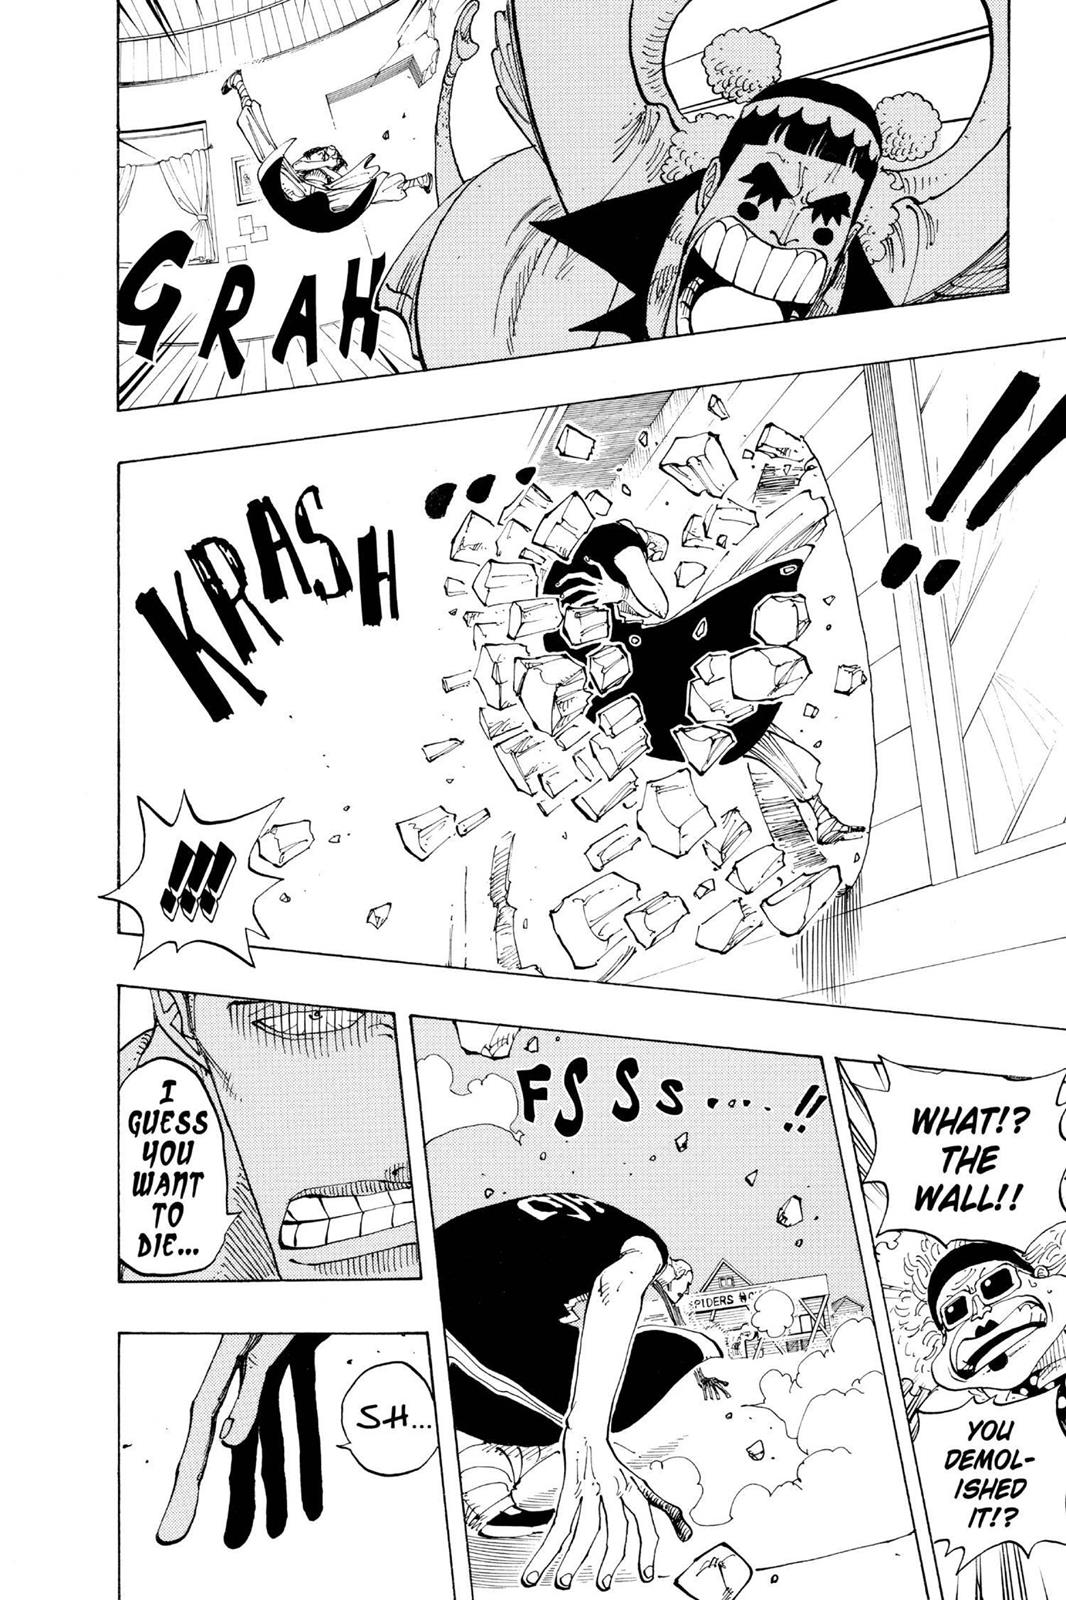 GRAH
KRASH
!!
!!!
WHAT!?
THE
WALL!!
YOU
DEMOL-
ISHED
IT!?
FSSS....!!
SPIDERS
I
GUESS
YOU
WANT
TO
DIE...
SH...